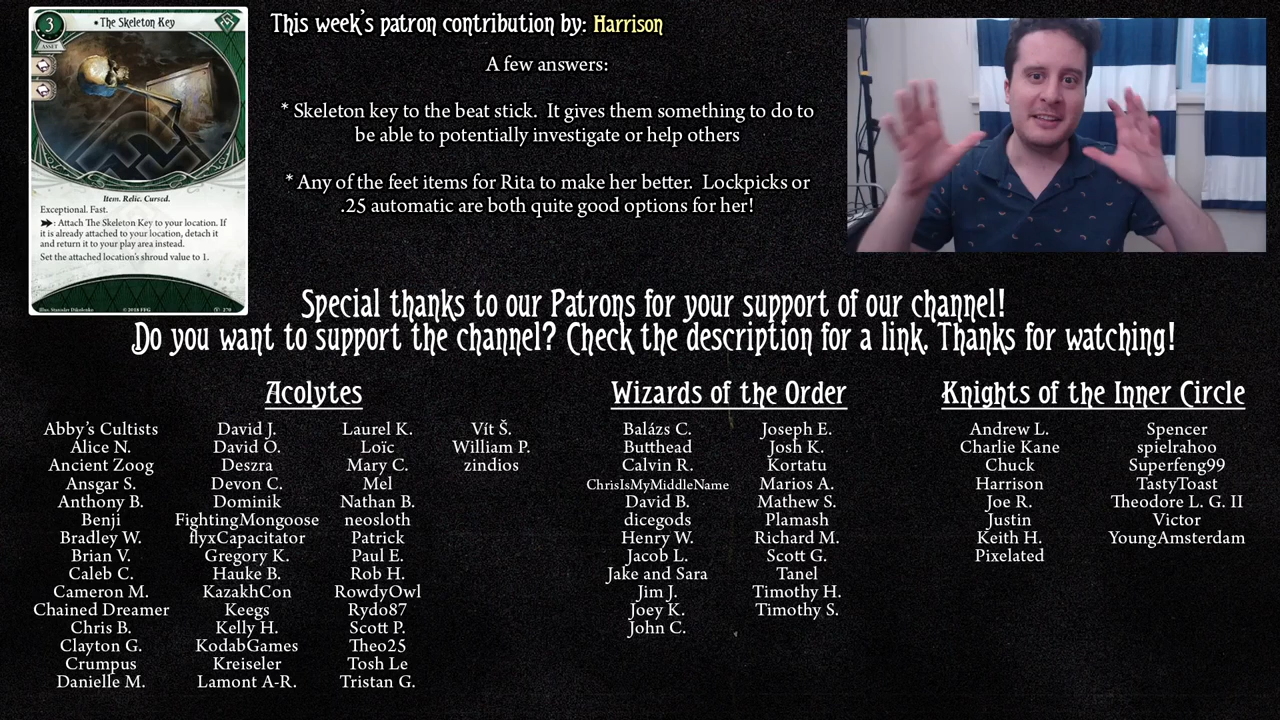 3
• The Skeleton Key
ASSET
Item. Relic. Cursed.
Exceptional. Fast.
: Attach The Skeleton Key to your location. If
it is already attached to your location, detach it
and return it to your play area instead.
Set the attached location's shroud value to 1.
© 2018 FFG
This week's patron contribution by: Harrison
A few answers:
* Skeleton key to the beat stick. It gives them something to do to
be able to potentially investigate or help others
* Any of the feet items for Rita to make her better. Lockpicks or
.25 automatic are both quite good options for her!
Special thanks to our Patrons for your support of our channel!
Do you want to support the channel? Check the description for a link. Thanks for watching!
Acolytes
Abby's Cultists
Alice N.
Ancient Zoog
Ansgar S.
Anthony B.
Benji
Bradley W.
Brian V.
Caleb C.
Cameron M.
Chained Dreamer
Chris B.
Clayton G.
Crumpus
Danielle M.
David J.
David O.
Deszra
Devon C.
Dominik
FightingMongoose
flyxCapacitator
Gregory K.
Hauke B.
KazakhCon
Keegs
Kelly H.
KodabGames
Kreiseler
Lamont A-R.
Laurel K.
Loïc
Mary C.
Mel
Nathan B.
neosloth
Patrick
Paul E.
Rob H.
RowdyOwl
Rydo87
Scott P.
Theo25
Tosh Le
Tristan G.
Vít Š.
William P.
zindios
Wizards of the Order
Balázs C.
Butthead
Calvin R.
ChrisIsMyMiddleName
David B.
dicegods
Henry W.
Jacob L.
Jake and Sara
Jim J.
Joey K.
John C.
Joseph E.
Josh K.
Kortatu
Marios A.
Mathew S.
Plamash
Richard M.
Scott G.
Tanel
Timothy H.
Timothy S.
Knights of the Inner Circle
Andrew L.
Charlie Kane
Chuck
Harrison
Joe R.
Justin
Keith H.
Pixelated
Spencer
spielrahoo
Superfeng99
TastyToast
Theodore L. G. II
Victor
YoungAmsterdam